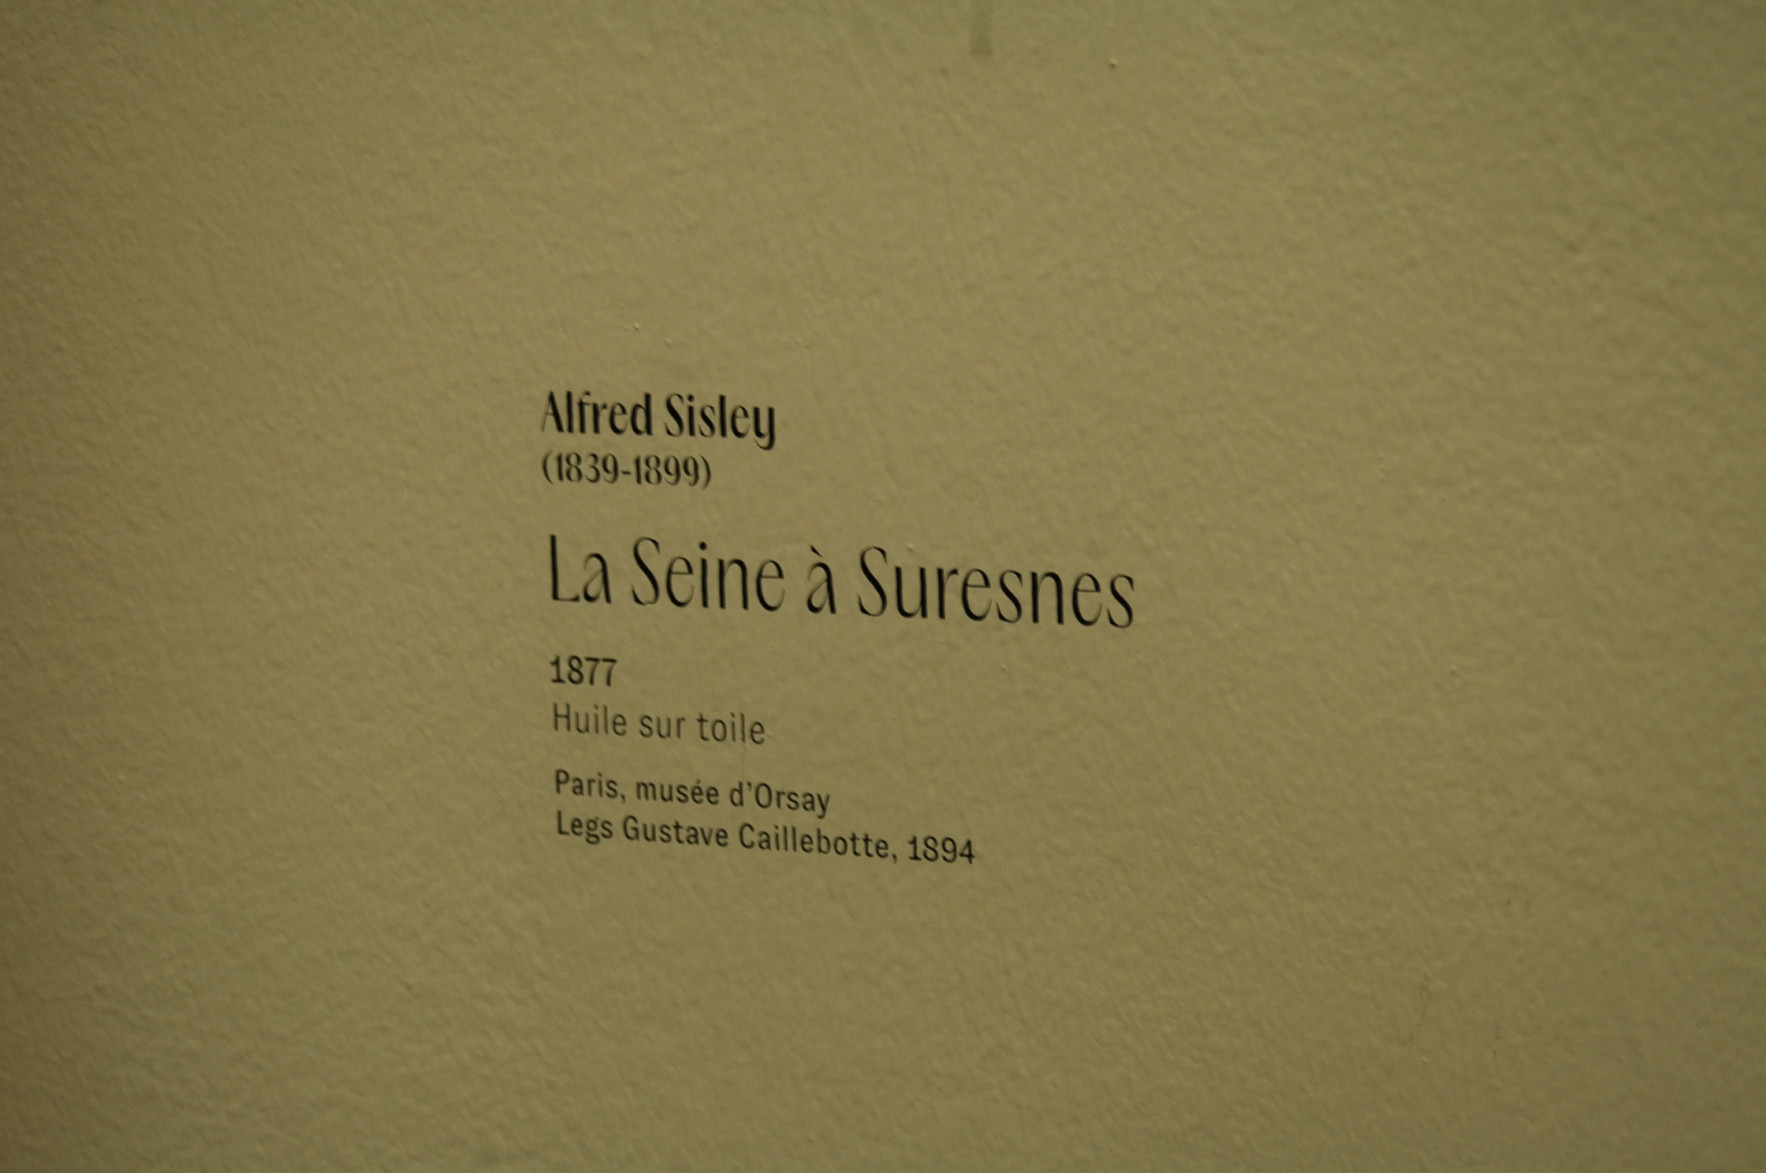 Alfred Sisley
(1839-1899)
La Seine à Suresnes
1877
Huile sur toile
Paris, musée d'Orsay
Legs Gustave Caillebotte, 1894